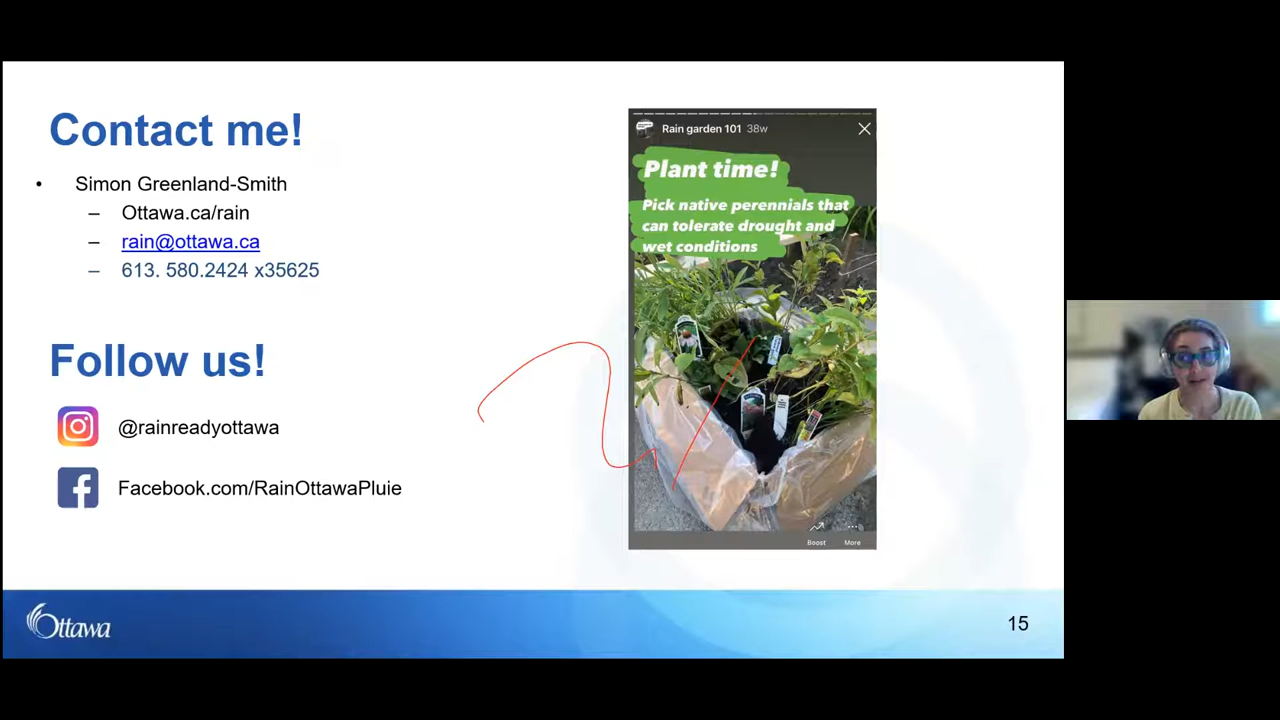 Contact me!
• Simon Greenland-Smith
– Ottawa.ca/rain
– rain@ottawa.ca
– 613. 580.2424 x35625
Follow us!
@rainreadyottawa
Facebook.com/RainOttawaPluie
Rain garden 101 38w
Plant time!
Pick native perennials that
can tolerate drought and
wet conditions
Boost More
Ottawa
15